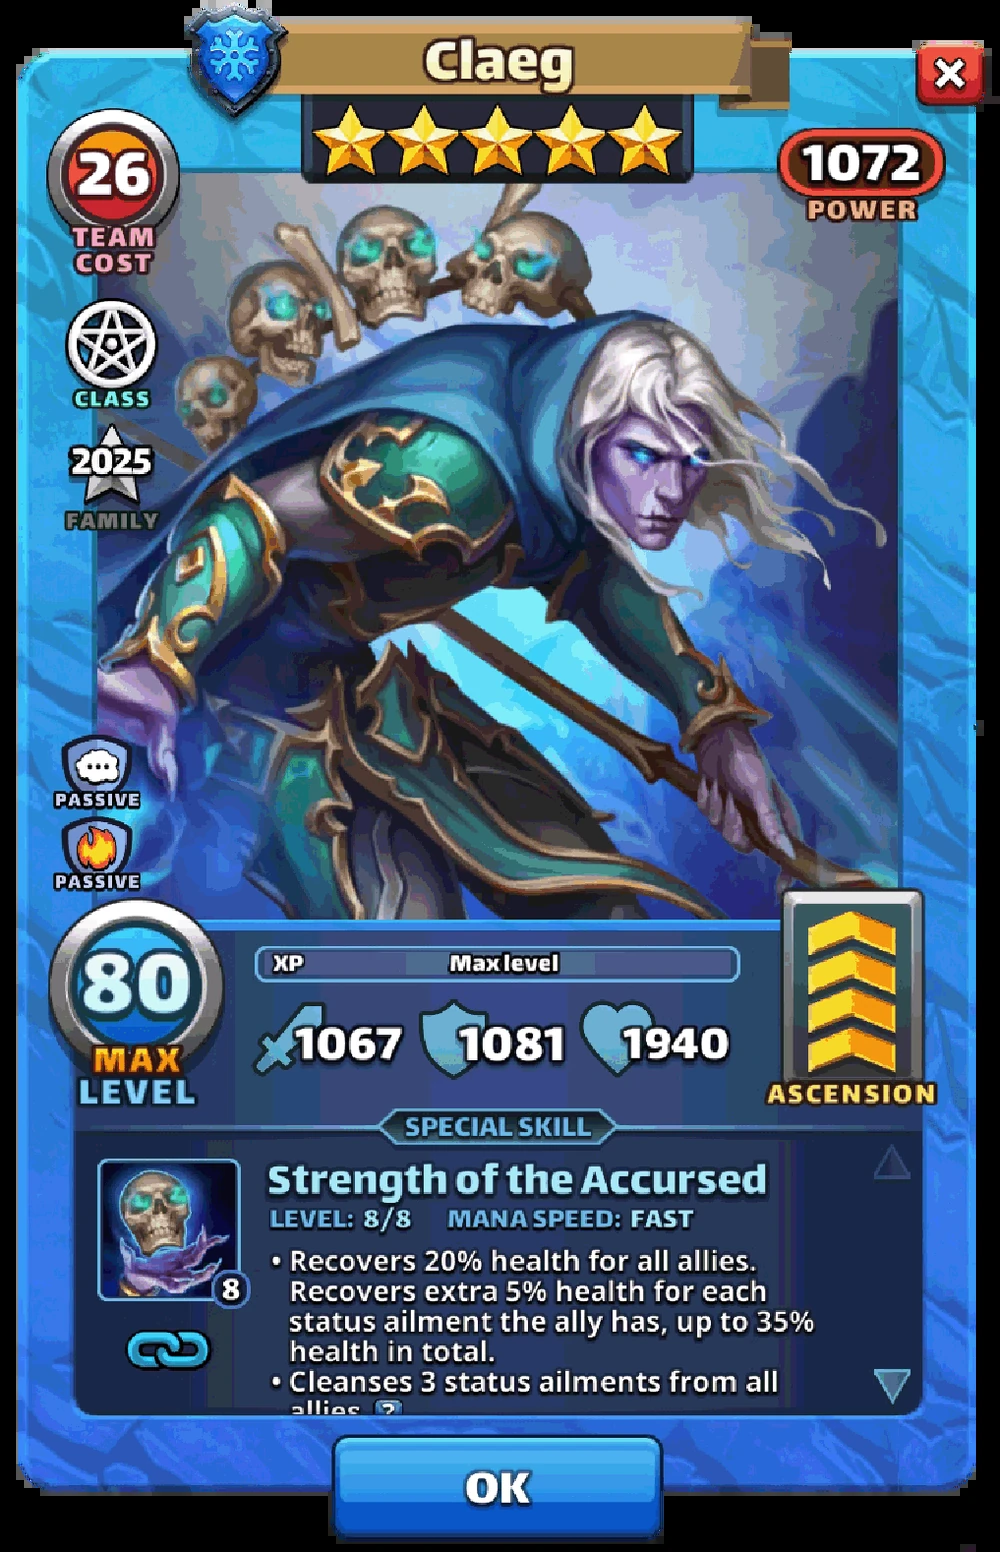 Claeg
26
TEAM
COST
1072
POWER
CLASS
2025
FAMILY
PASSIVE
PASSIVE
80
MAX
LEVEL
XP
Max level
1067
1081
1940
ASCENSION
SPECIAL SKILL
Strength of the Accursed
LEVEL: 8/8 MANA SPEED: FAST
8
• Recovers 20% health for all allies.
Recovers extra 5% health for each
status ailment the ally has, up to 35%
health in total.
• Cleanses 3 status ailments from all
allies. ?
OK